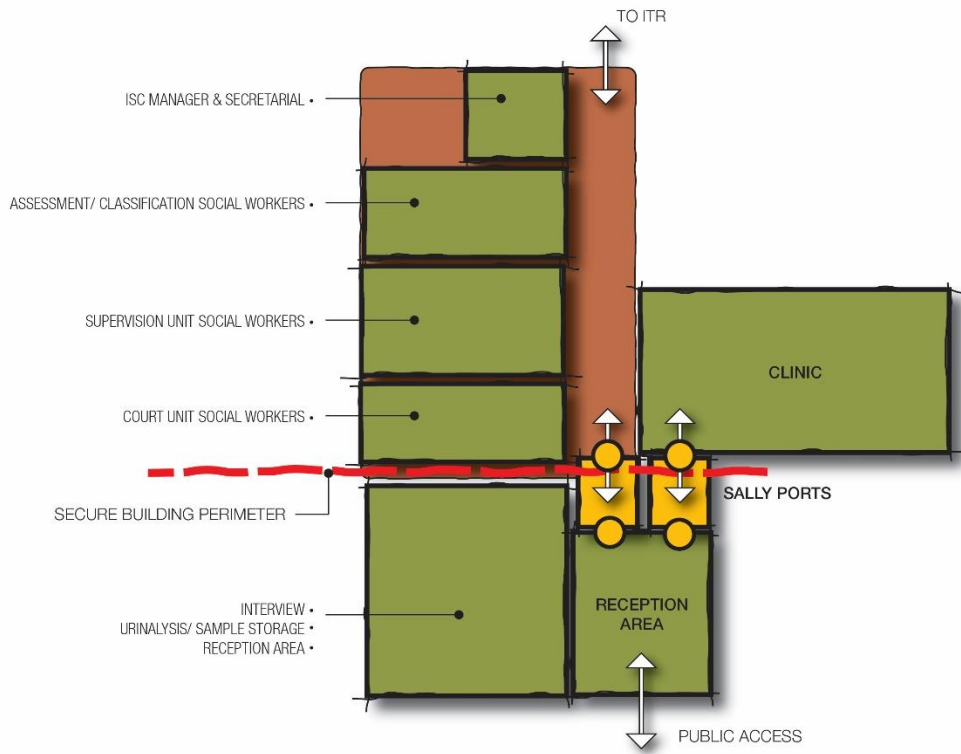 TO ITR
ISC MANAGER & SECRETARIAL •
ASSESSMENT/ CLASSIFICATION SOCIAL WORKERS •
SUPERVISION UNIT SOCIAL WORKERS •
CLINIC
COURT UNIT SOCIAL WORKERS •
SALLY PORTS
SECURE BUILDING PERIMETER
INTERVIEW •
URINALYSIS/ SAMPLE STORAGE •
RECEPTION AREA •
RECEPTION
AREA
PUBLIC ACCESS